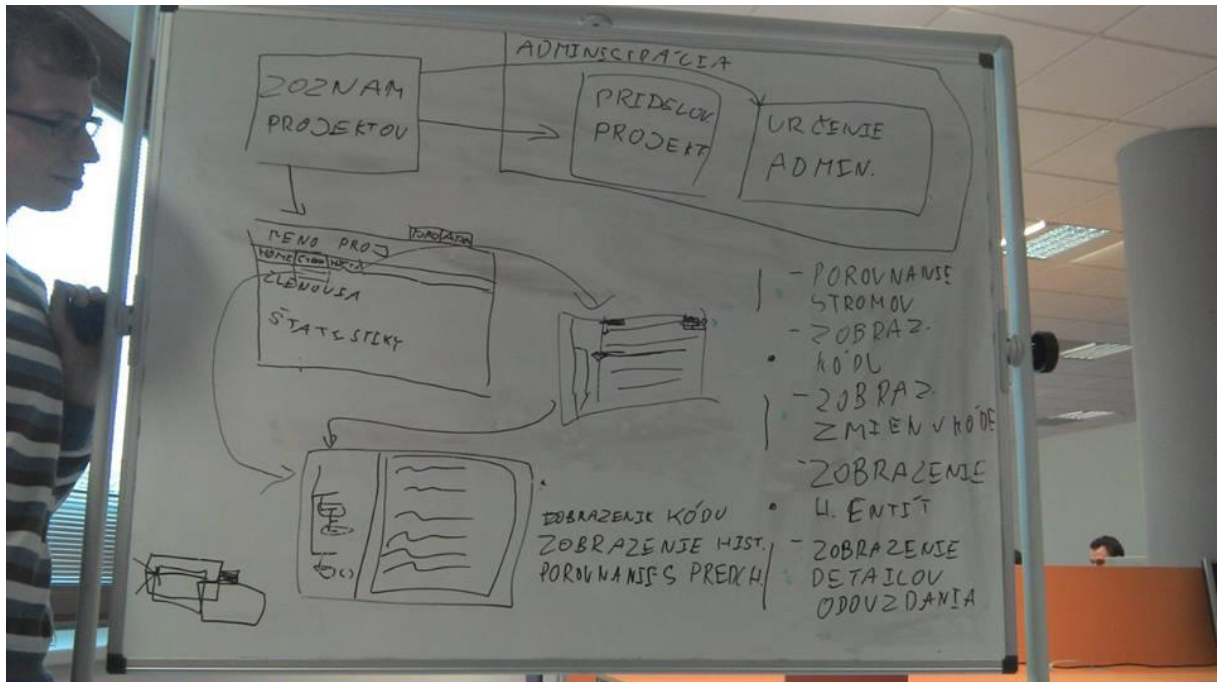 ZOZNAM
PROJEKTOV
ADMINISTRÁCIA
PRIDELOV.
PROJEKT
URČENIE
ADMIN.
MENO PROJ
HOME
ČLENOVIA
ŠTATISTIKY
- POROVNANIE
STROMOV
- ZOBRAZ.
KÓDU
- ZOBRAZ.
ZMIEN V KÓDE
- ZOBRAZENIE
H. ENTÍT
- ZOBRAZENIE
DETAILOV
ODOVZDANIA
ZOBRAZENIE KÓDU
ZOBRAZENIE HIST.
POROVNANIE S PREDCH.